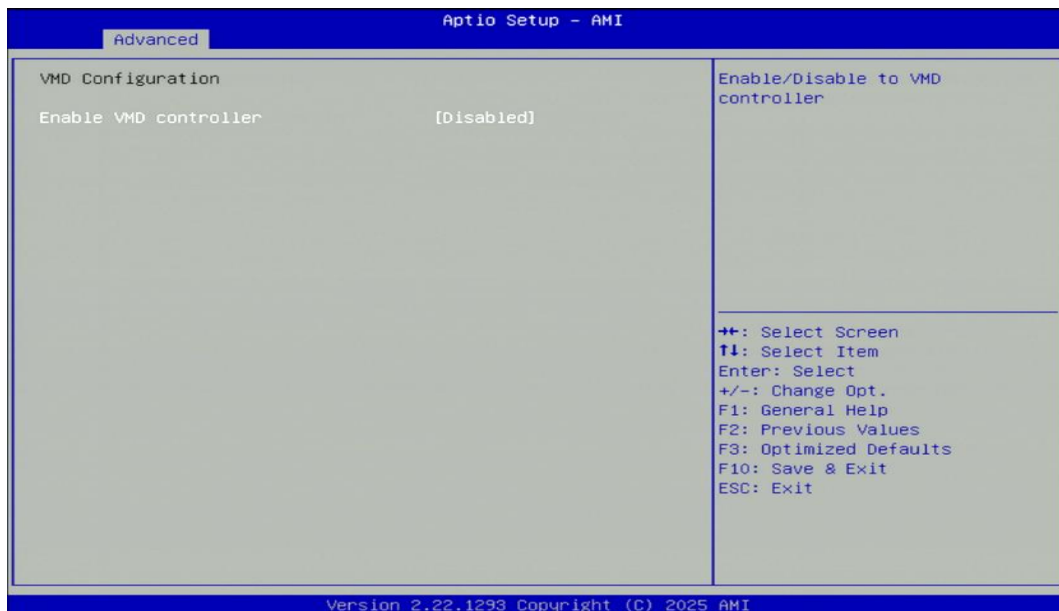 Aptio Setup – AMI
Advanced
VMD Configuration
Enable VMD controller [Disabled]
Enable/Disable to VMD
controller
→←: Select Screen
↑↓: Select Item
Enter: Select
+/-: Change Opt.
F1: General Help
F2: Previous Values
F3: Optimized Defaults
F10: Save & Exit
ESC: Exit
Version 2.22.1293 Copyright (C) 2025 AMI